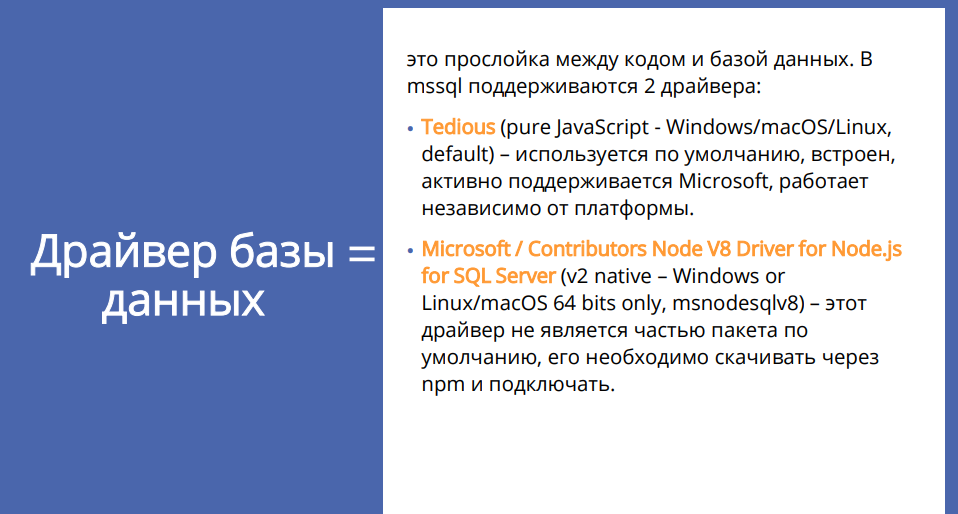 Драйвер базы =
данных
это прослойка между кодом и базой данных. В
mssql поддерживаются 2 драйвера:
• Tedious (pure JavaScript - Windows/macOS/Linux,
default) – используется по умолчанию, встроен,
активно поддерживается Microsoft, работает
независимо от платформы.
• Microsoft / Contributors Node V8 Driver for Node.js
for SQL Server (v2 native – Windows or
Linux/macOS 64 bits only, msnodesqlv8) – этот
драйвер не является частью пакета по
умолчанию, его необходимо скачивать через
npm и подключать.